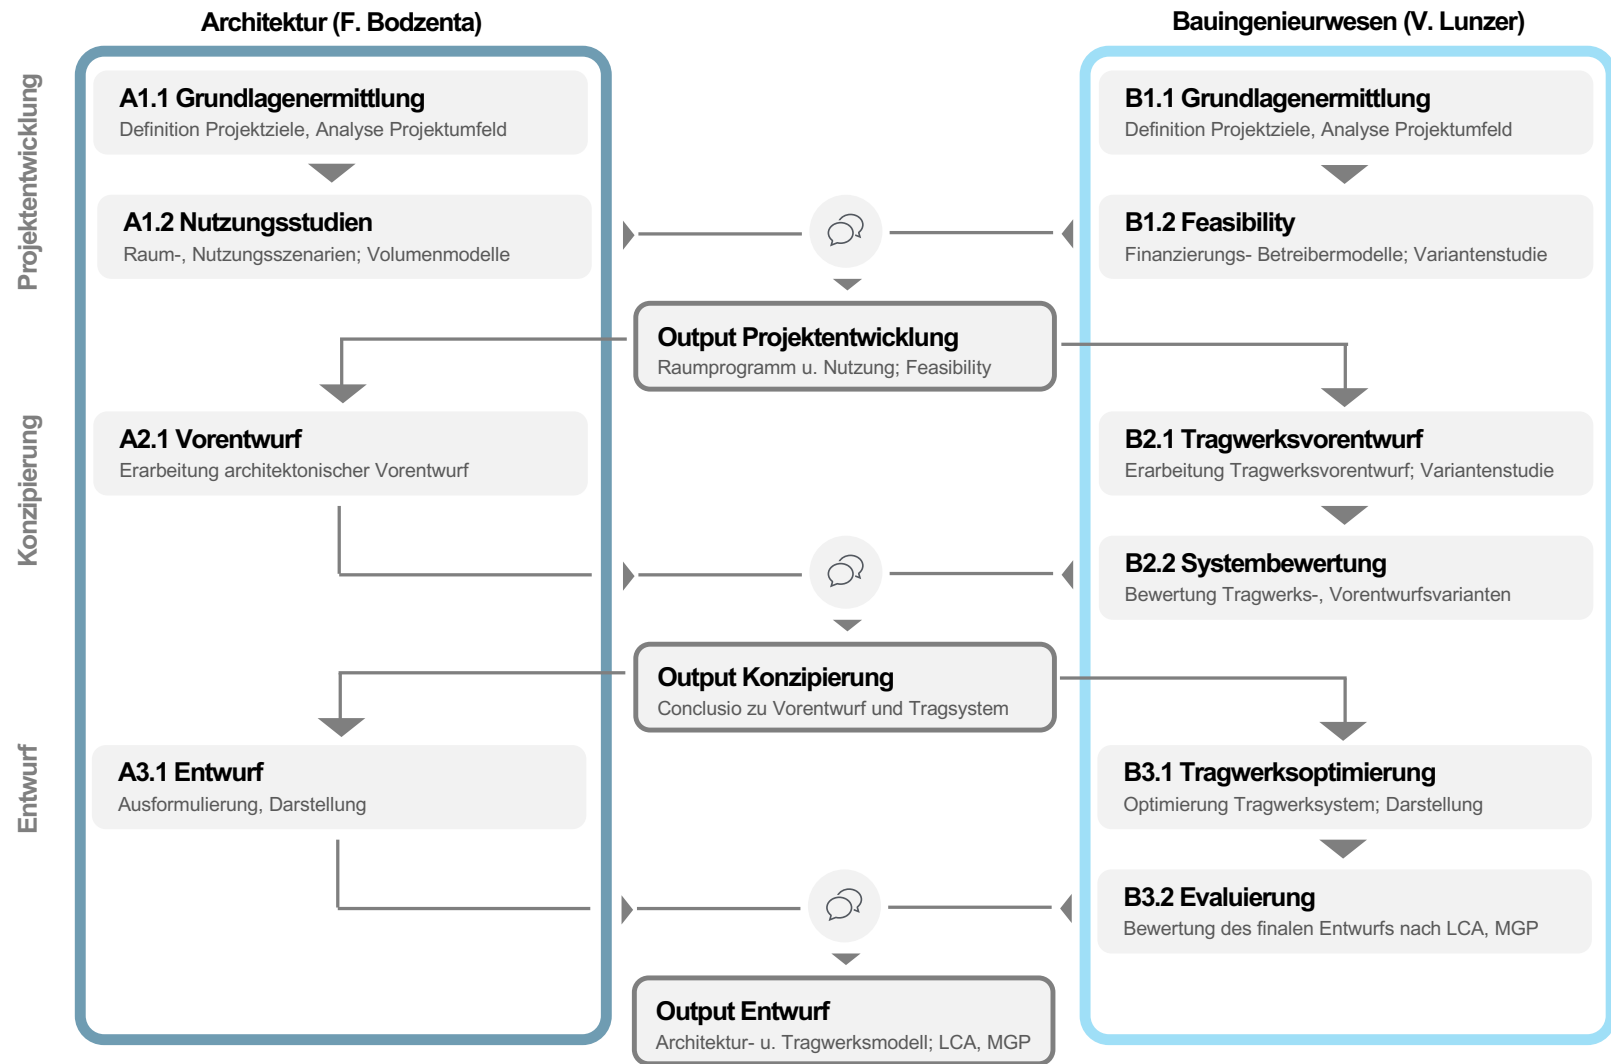 Architektur (F. Bodzenta)
Bauingenieurwesen (V. Lunzer)
Projektentwicklung
A1.1 Grundlagenermittlung
Definition Projektziele, Analyse Projektumfeld
B1.1 Grundlagenermittlung
Definition Projektziele, Analyse Projektumfeld
A1.2 Nutzungsstudien
Raum-, Nutzungsszenarien; Volumenmodelle
B1.2 Feasibility
Finanzierungs- Betreibermodelle; Variantenstudie
Output Projektentwicklung
Raumprogramm u. Nutzung; Feasibility
Konzipierung
A2.1 Vorentwurf
Erarbeitung architektonischer Vorentwurf
B2.1 Tragwerksvorentwurf
Erarbeitung Tragwerksvorentwurf; Variantenstudie
B2.2 Systembewertung
Bewertung Tragwerks-, Vorentwurfsvarianten
Output Konzipierung
Conclusio zu Vorentwurf und Tragsystem
Entwurf
A3.1 Entwurf
Ausformulierung, Darstellung
B3.1 Tragwerksoptimierung
Optimierung Tragwerksystem; Darstellung
B3.2 Evaluierung
Bewertung des finalen Entwurfs nach LCA, MGP
Output Entwurf
Architektur- u. Tragwerksmodell; LCA, MGP